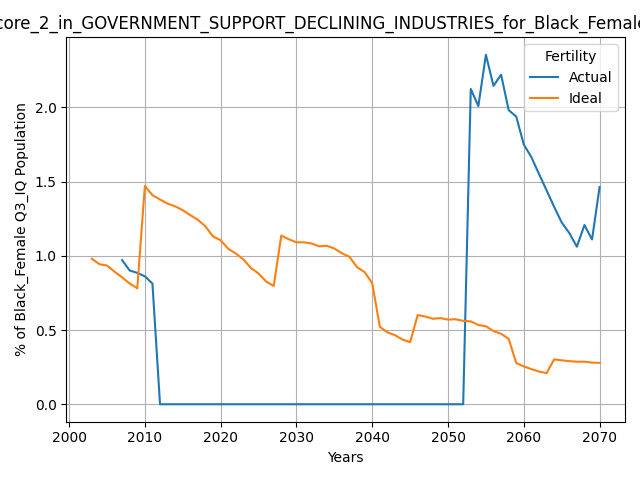 core_2_in_GOVERNMENT_SUPPORT_DECLINING_INDUSTRIES_for_Black_Female
Fertility
Actual
Ideal
% of Black_Female Q3_IQ Population
2.0
1.5
1.0
0.5
0.0
2000 2010 2020 2030 2040 2050 2060 2070
Years